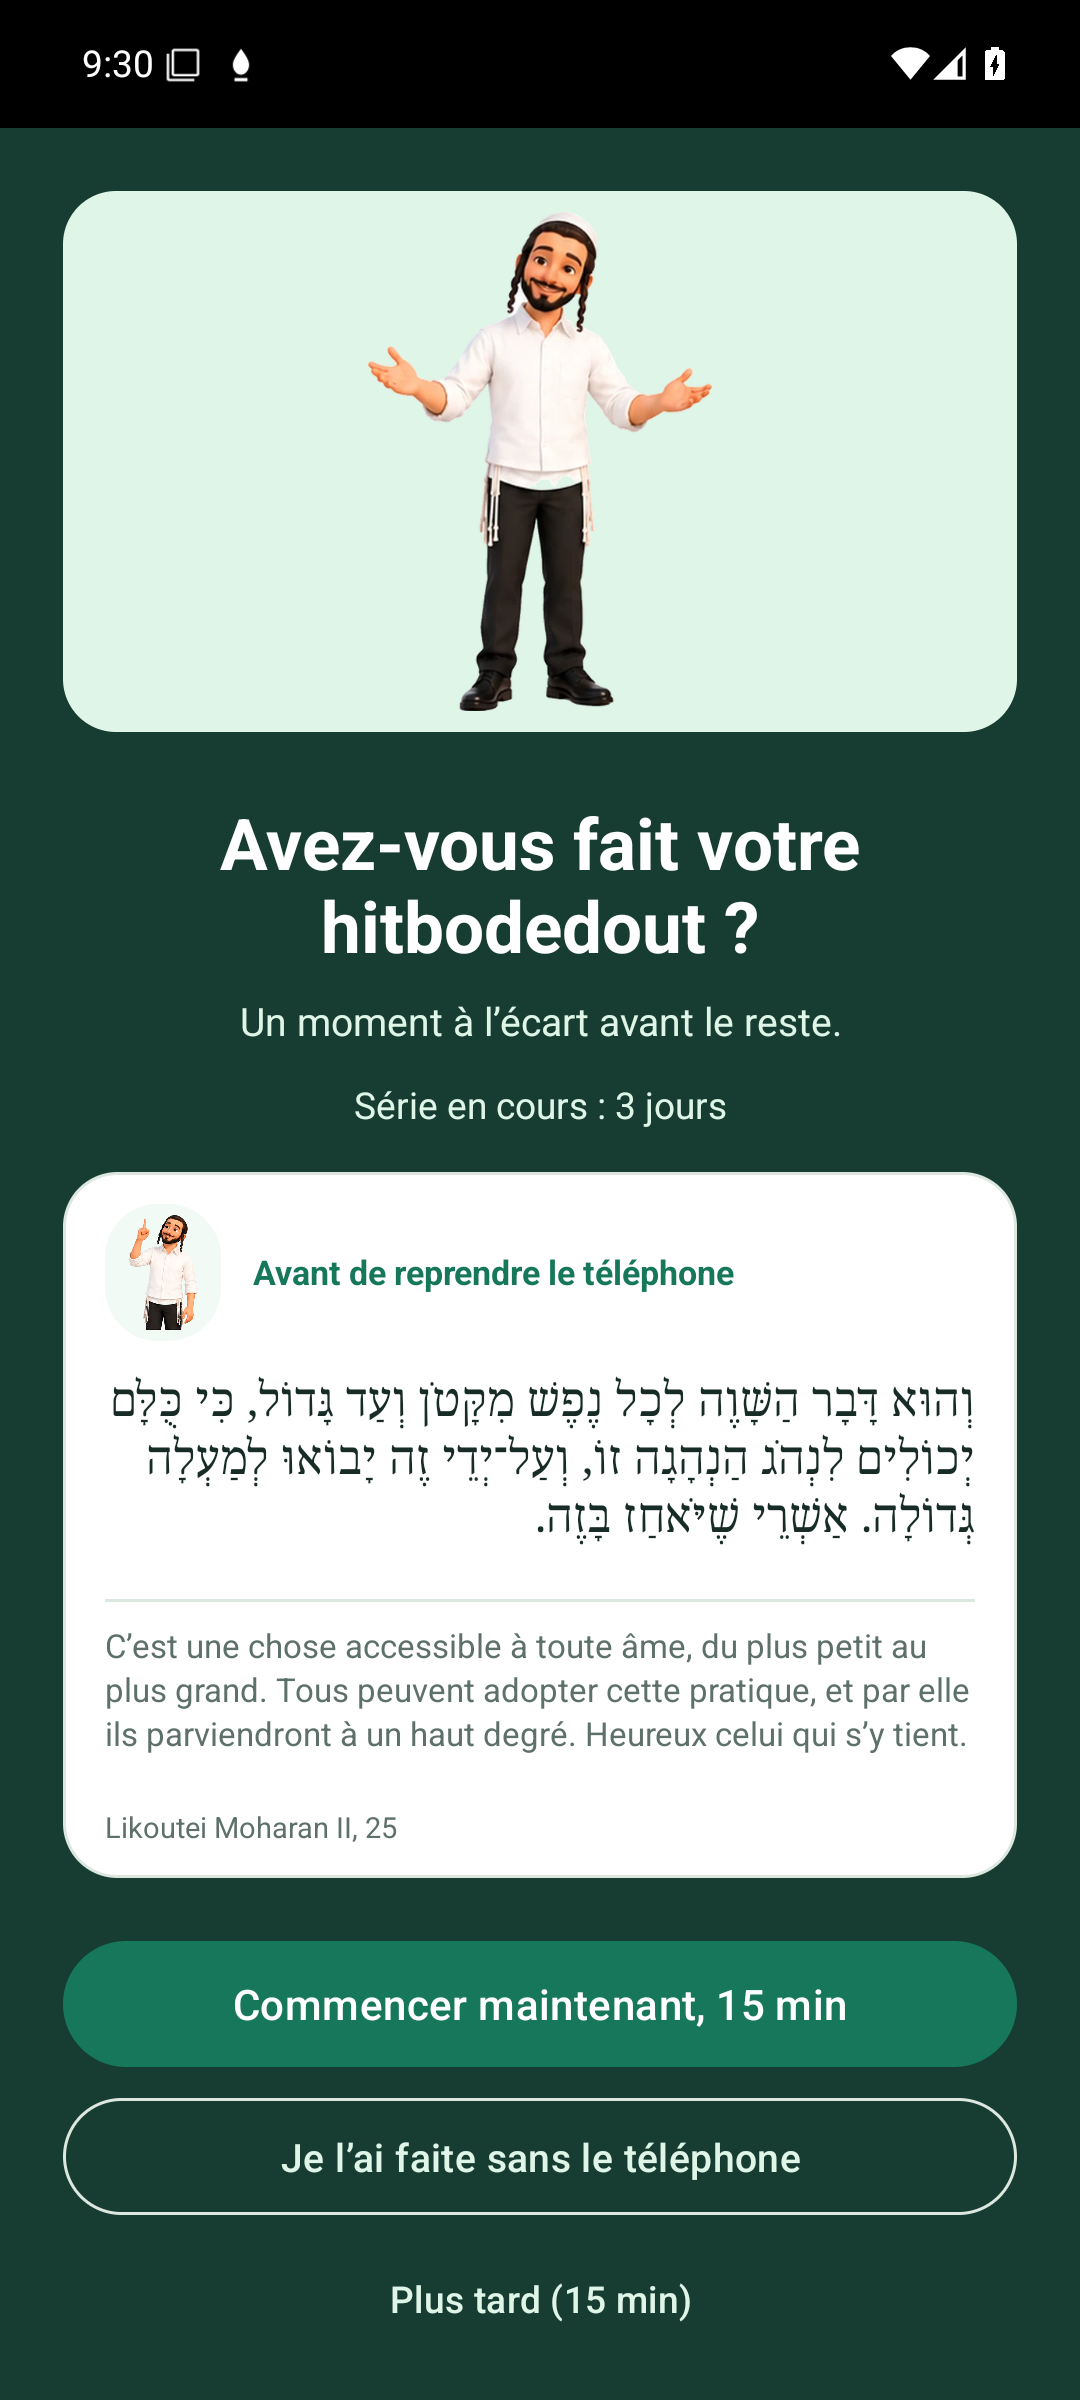 9:30
Avez-vous fait votre
hitbodedout ?
Un moment à l’écart avant le reste.
Série en cours : 3 jours
Avant de reprendre le téléphone
וְהוּא דָּבָר הַשָּׁוֶה לְכָל נֶפֶשׁ מִקָּטֹן וְעַד גָּדוֹל, כִּי כֻּלָּם
יְכוֹלִים לִנְהֹג הַנְהָגָה זוֹ, וְעַל־יְדֵי זֶה יָבוֹאוּ לְמַעְלָה
גְּדוֹלָה. אַשְׁרֵי שֶׁיֹּאחַז בָּזֶה.
C’est une chose accessible à toute âme, du plus petit au
plus grand. Tous peuvent adopter cette pratique, et par elle
ils parviendront à un haut degré. Heureux celui qui s’y tient.
Likoutei Moharan II, 25
Commencer maintenant, 15 min
Je l’ai faite sans le téléphone
Plus tard (15 min)